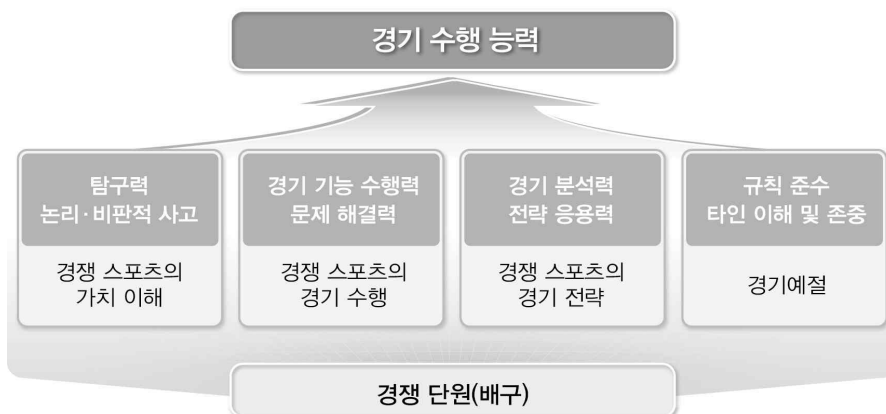 경기 수행 능력
탐구력
논리·비판적 사고
경쟁 스포츠의
가치 이해
경기 기능 수행력
문제 해결력
경쟁 스포츠의
경기 수행
경기 분석력
전략 응용력
경쟁 스포츠의
경기 전략
규칙 준수
타인 이해 및 존중
경기예절
경쟁 단원(배구)